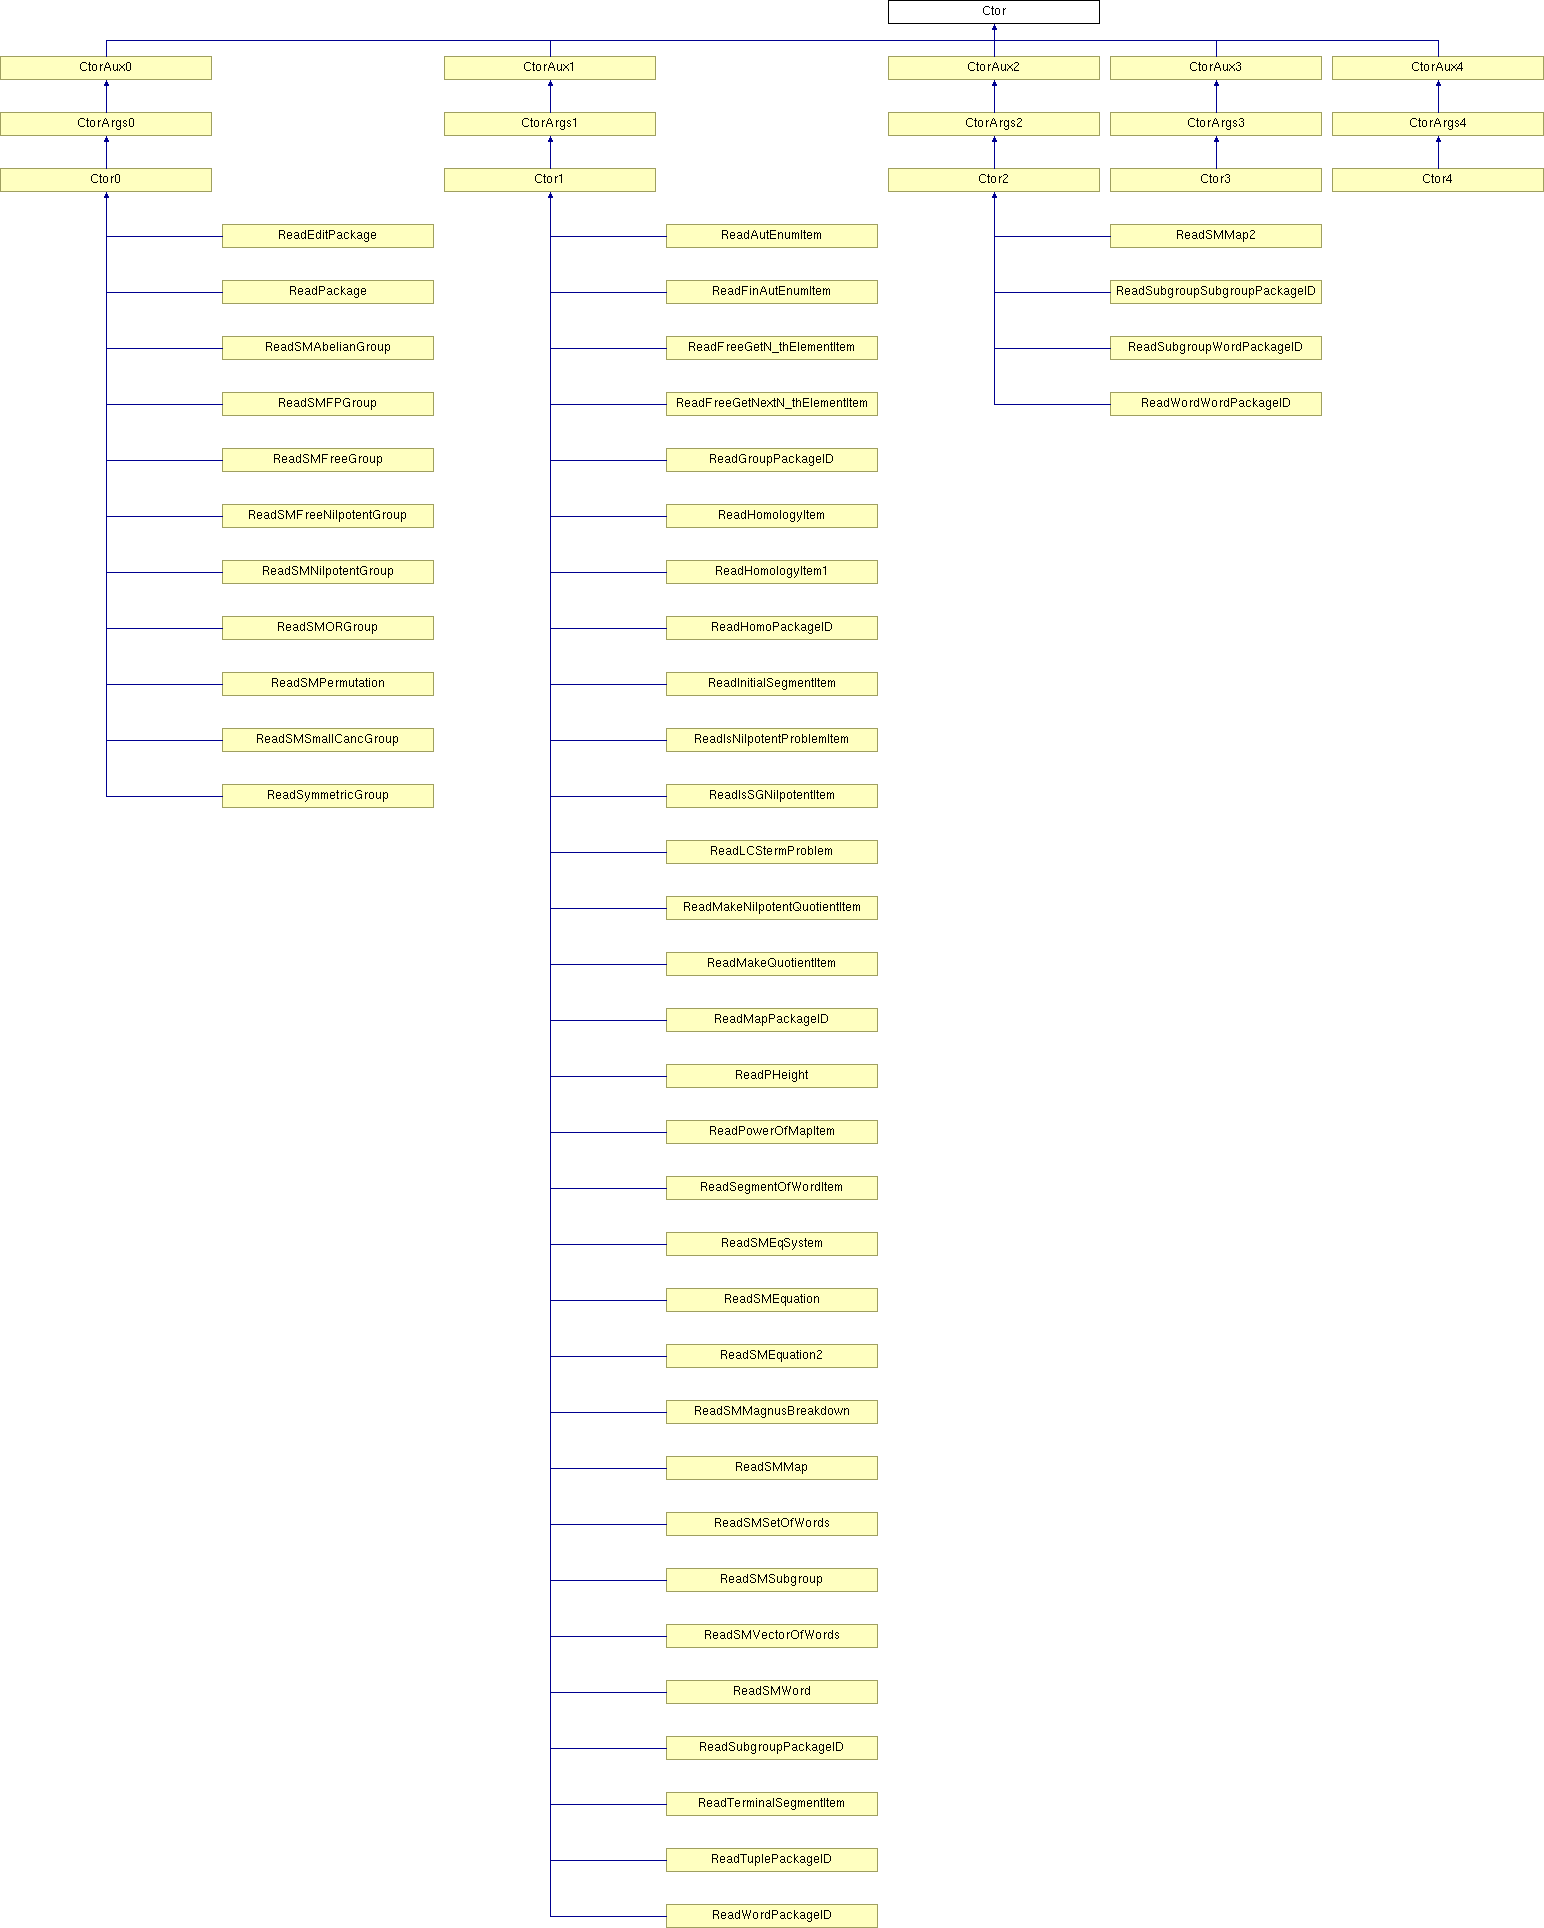 Ctor
CtorAux0 CtorAux1 CtorAux2 CtorAux3 CtorAux4
CtorArgs0 CtorArgs1 CtorArgs2 CtorArgs3 CtorArgs4
Ctor0 Ctor1 Ctor2 Ctor3 Ctor4
ReadEditPackage ReadAutEnumItem ReadSMMap2
ReadPackage ReadFinAutEnumItem ReadSubgroupSubgroupPackageID
ReadSMAbelianGroup ReadFreeGetN_thElementItem ReadSubgroupWordPackageID
ReadSMFPGroup ReadFreeGetNextN_thElementItem ReadWordWordPackageID
ReadSMFreeGroup ReadGroupPackageID
ReadSMFreeNilpotentGroup ReadHomologyItem
ReadSMNilpotentGroup ReadHomologyItem1
ReadSMORGroup ReadHomoPackageID
ReadSMPermutation ReadInitialSegmentItem
ReadSMSmallCancGroup ReadIsNilpotentProblemItem
ReadSymmetricGroup ReadIsSGNilpotentItem
ReadLCStermProblem
ReadMakeNilpotentQuotientItem
ReadMakeQuotientItem
ReadMapPackageID
ReadPHeight
ReadPowerOfMapItem
ReadSegmentOfWordItem
ReadSMEqSystem
ReadSMEquation
ReadSMEquation2
ReadSMMagnusBreakdown
ReadSMMap
ReadSMSetOfWords
ReadSMSubgroup
ReadSMVectorOfWords
ReadSMWord
ReadSubgroupPackageID
ReadTerminalSegmentItem
ReadTuplePackageID
ReadWordPackageID